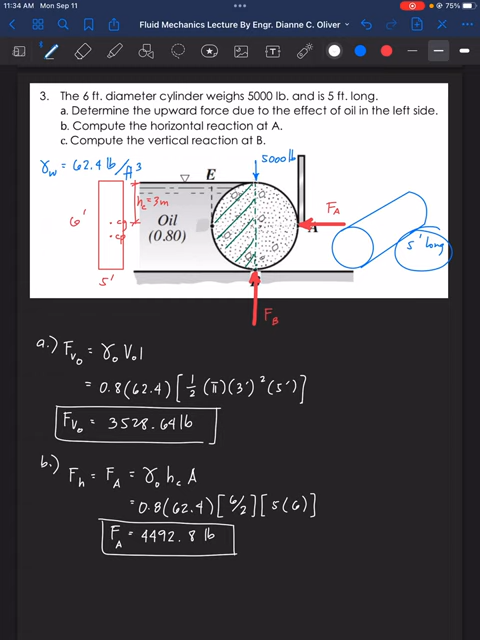 11:34 AM Mon Sep 11
75%
Fluid Mechanics Lecture By Engr. Dianne C. Oliver
3. The 6 ft. diameter cylinder weighs 5000 lb. and is 5 ft. long.
a. Determine the upward force due to the effect of oil in the left side.
b. Compute the horizontal reaction at A.
c. Compute the vertical reaction at B.
γw = 62.4 lb/ft³
E
5000 lb
hc = 3m
6'
cg
cp
Oil
(0.80)
FA
A
5' long
5'
FB
a.) Fvo = γo Vol
= 0.8(62.4) [ 1/2 (π)(3')² (5') ]
Fvo = 3528.64 lb
b.) Fh = FA = γo hc A
= 0.8(62.4) [6/2] [5(6)]
FA = 4492.8 lb